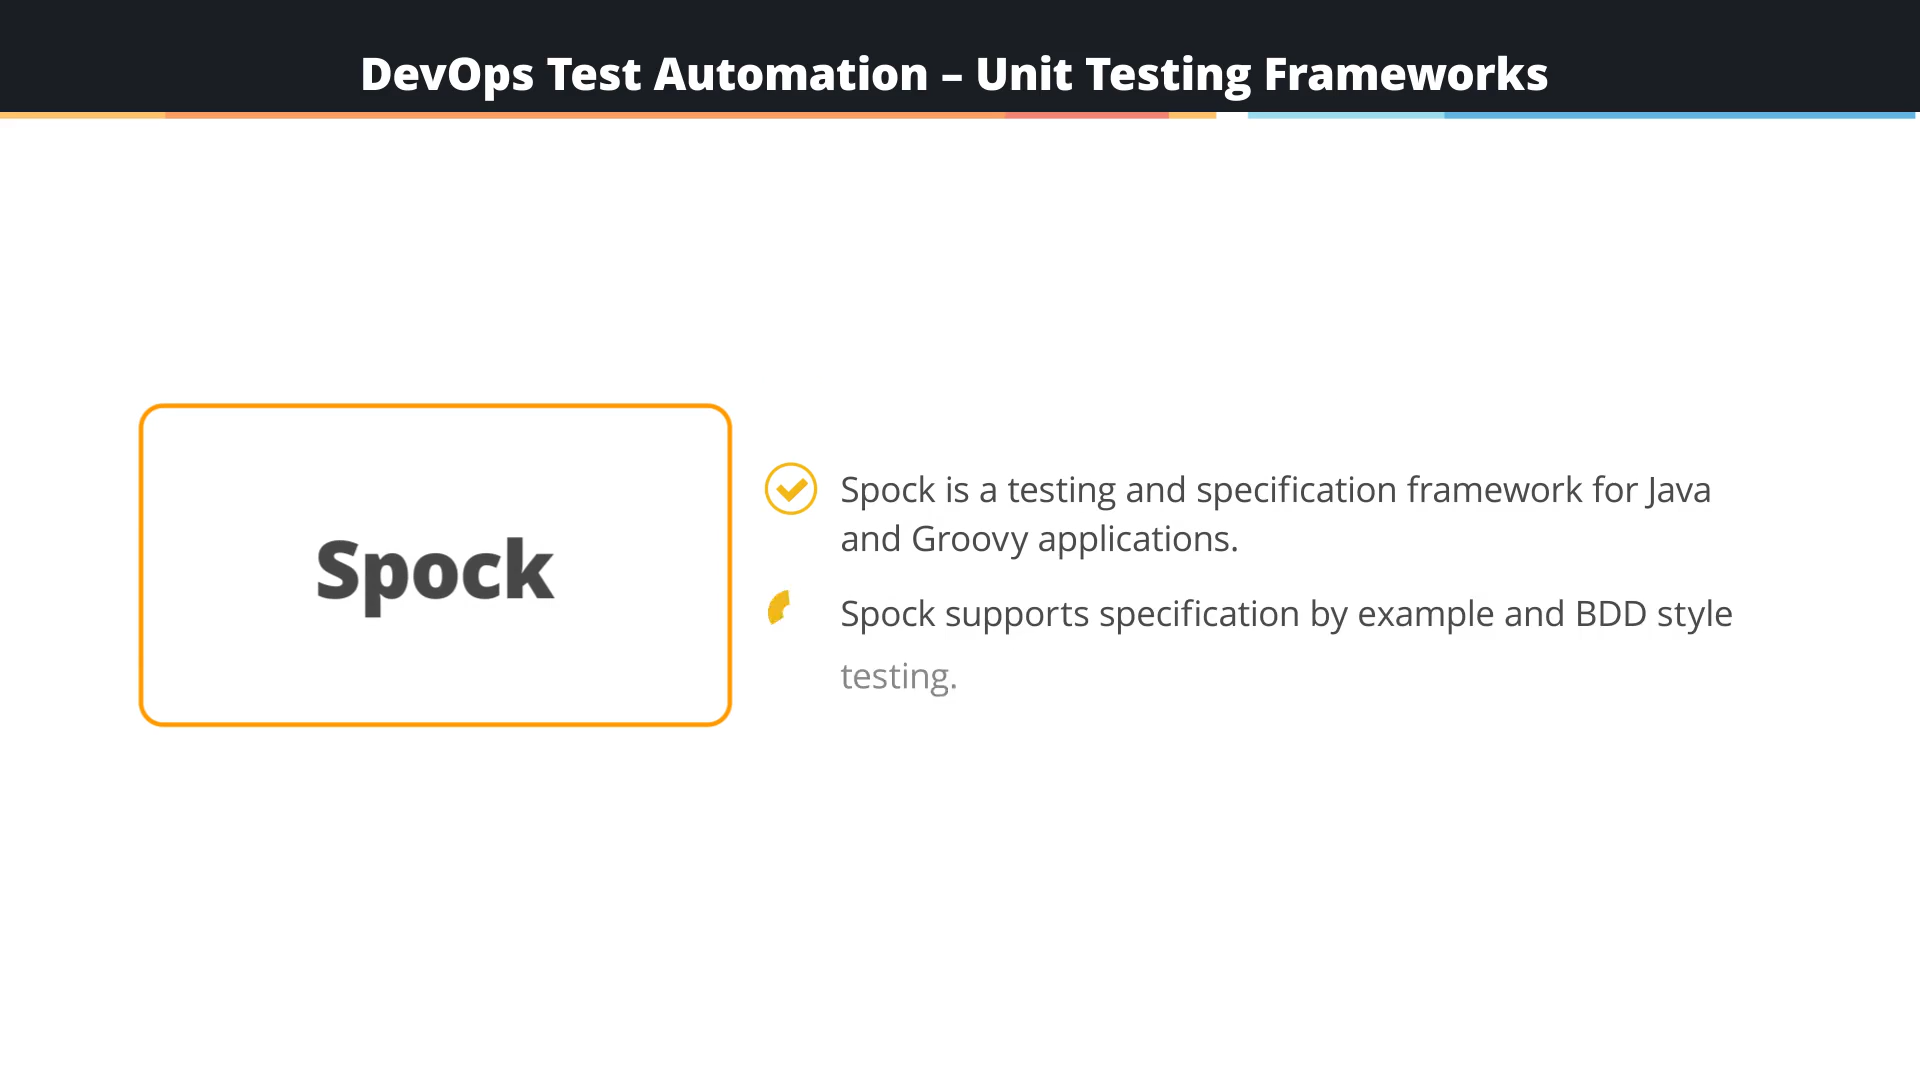 DevOps Test Automation – Unit Testing Frameworks
Spock
Spock is a testing and specification framework for Java
and Groovy applications.
Spock supports specification by example and BDD style
testing.